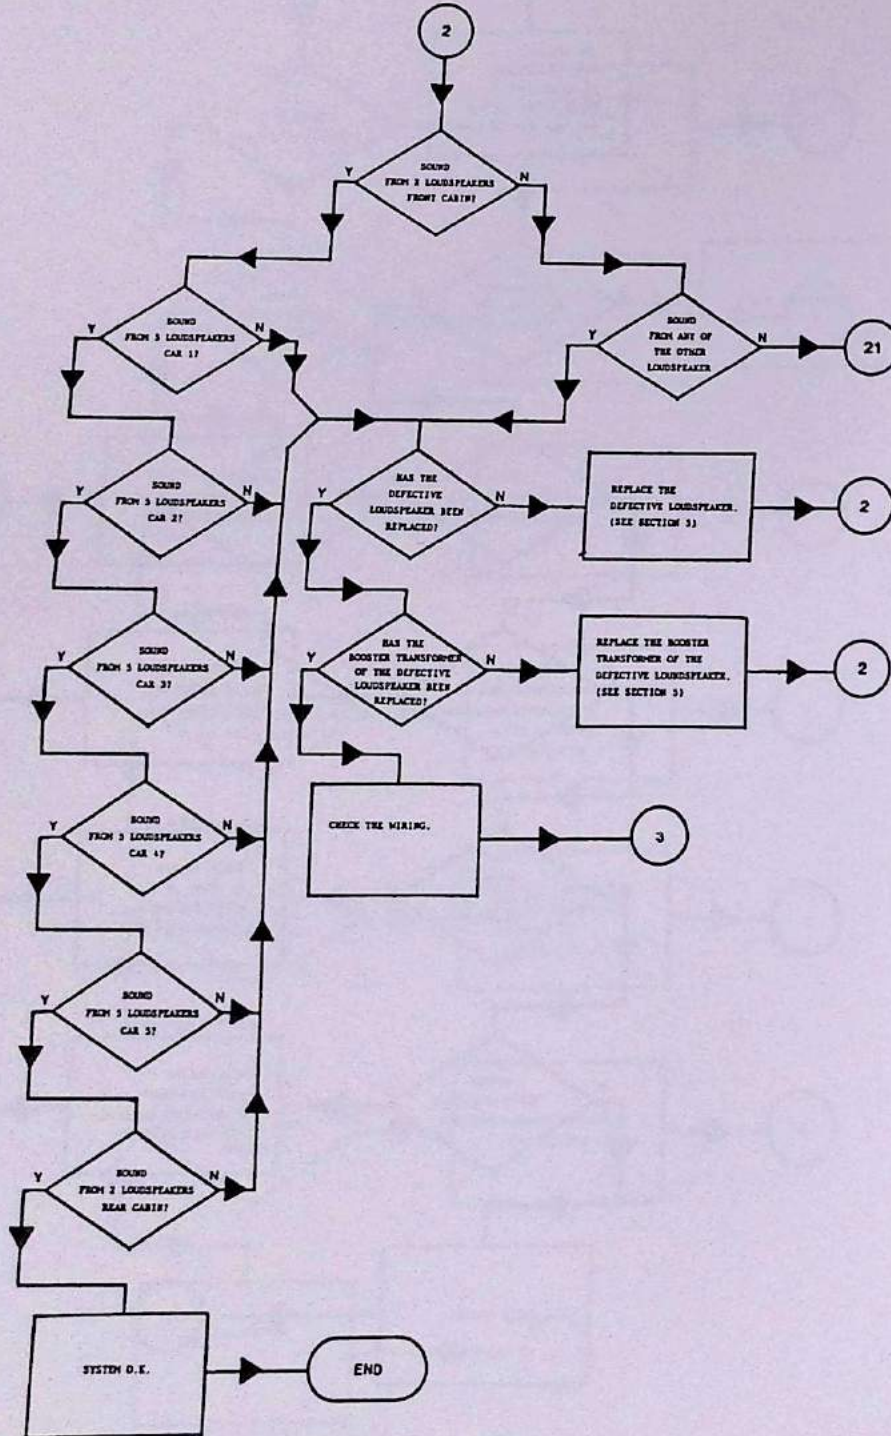 2
SOUND
FROM 2 LOUDSPEAKERS
FRONT CABIN?
Y
N
SOUND
FROM 5 LOUDSPEAKERS
CAR 1?
Y
N
SOUND
FROM ANY OF
THE OTHER
LOUDSPEAKER
Y
N
21
SOUND
FROM 5 LOUDSPEAKERS
CAR 2?
Y
N
HAS THE
DEFECTIVE
LOUDSPEAKER BEEN
REPLACED?
Y
N
REPLACE THE
DEFECTIVE LOUDSPEAKER.
(SEE SECTION 5)
2
SOUND
FROM 5 LOUDSPEAKERS
CAR 3?
Y
N
HAS THE
BOOSTER TRANSFORMER
OF THE DEFECTIVE
LOUDSPEAKER BEEN
REPLACED?
Y
N
REPLACE THE BOOSTER
TRANSFORMER OF THE
DEFECTIVE LOUNDSPEAKER.
(SEE SECTION 5)
2
SOUND
FROM 5 LOUDSPEAKERS
CAR 4?
Y
N
CHECK THE WIRING.
3
SOUND
FROM 5 LOUDSPEAKERS
CAR 5?
Y
N
SOUND
FROM 2 LOUDSPEAKERS
REAR CABIN?
Y
N
SYSTEM O.K.
END